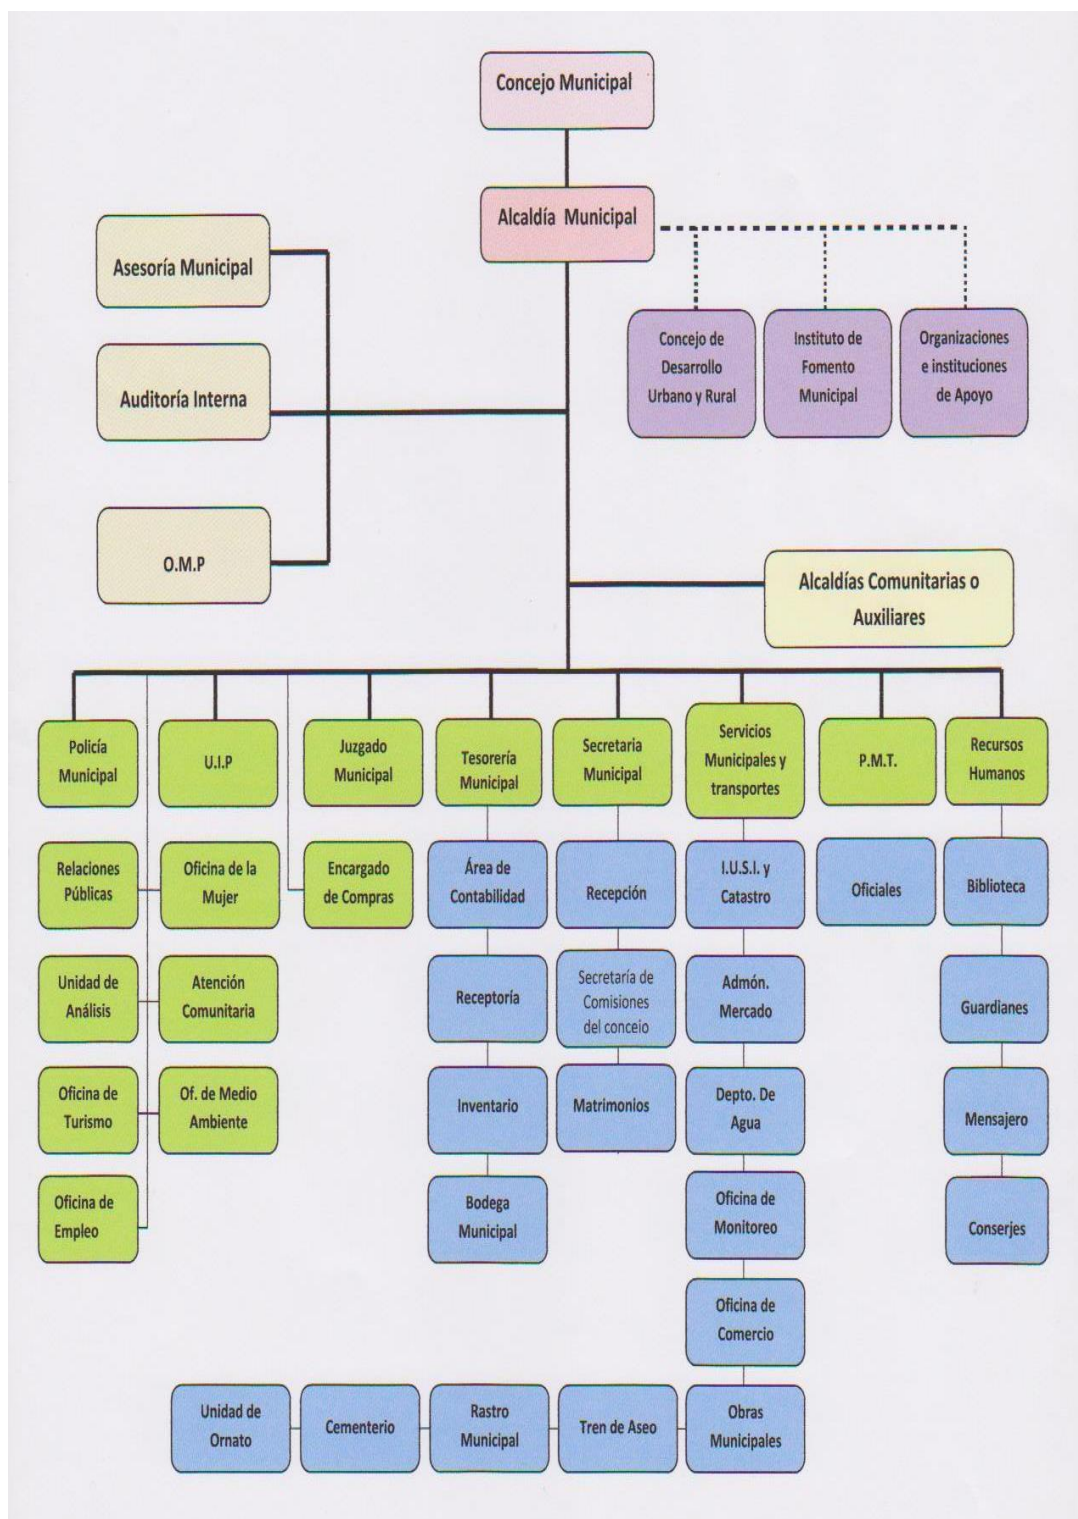 Concejo Municipal
Alcaldía Municipal
Asesoría Municipal
Auditoría Interna
O.M.P
Concejo de
Desarrollo
Urbano y Rural
Instituto de
Fomento
Municipal
Organizaciones
e instituciones
de Apoyo
Alcaldías Comunitarias o
Auxiliares
Policía
Municipal
U.I.P
Juzgado
Municipal
Tesorería
Municipal
Secretaria
Municipal
Servicios
Municipales y
transportes
P.M.T.
Recursos
Humanos
Relaciones
Públicas
Oficina de la
Mujer
Encargado
de Compras
Área de
Contabilidad
Recepción
I.U.S.I. y
Catastro
Oficiales
Biblioteca
Unidad de
Análisis
Atención
Comunitaria
Receptoría
Secretaría de
Comisiones
del conceio
Admón.
Mercado
Guardianes
Oficina de
Turismo
Of. de Medio
Ambiente
Inventario
Matrimonios
Depto. De
Agua
Mensajero
Oficina de
Empleo
Bodega
Municipal
Oficina de
Monitoreo
Conserjes
Oficina de
Comercio
Unidad de
Ornato
Cementerio
Rastro
Municipal
Tren de Aseo
Obras
Municipales